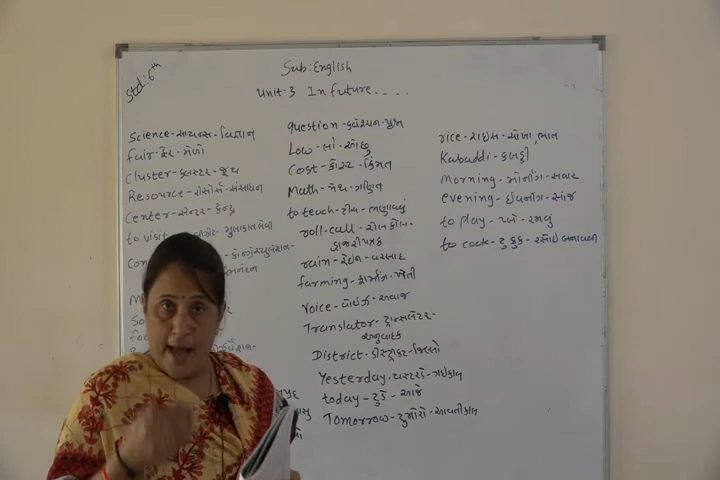 Std: 6th
Sub: English
Unit-3 In future....
Science - સાયન્સ - વિજ્ઞાન
fair - ફેર - મેળો
Cluster - ક્લસ્ટર - જૂથ
Resource - રીસોર્સ - સંસાધન
Center - સેન્ટર - કેન્દ્ર
to visit વિઝીટ - મુલાકાત લેવી
question - ક્વેશ્ચન - પ્રશ્ન
Low - લો - ઓછુ
Cost - કોસ્ટ - કિંમત
Math - મેથ - ગણિત
to teach - ટીચ - ભણાવવું
roll-call - રોલ કોલ -
હાજરીપત્રક
rain - રેઇન - વરસાદ
farming - ફાર્મીંગ - ખેતી
Voice - વોઇઝ - અવાજ
Translator - ટ્રાન્સલેટર -
અનુવાદક
District - ડીસ્ટ્રીક્ટ - જિલ્લો
Yesterday - યસ્ટરડે - ગઇકાલ
today - ટુડે - આજે
Tomorrow - ટુમોરો - આવતીકાલ
rice - રાઇસ - ચોખા, ભાત
Kabaddi - કબડ્ડી
Morning - મોર્નીંગ - સવાર
evening - ઇવનીંગ - સાંજ
to play - પ્લે - રમવું
to cook - ટુ કુક - રસોઇ બનાવવી